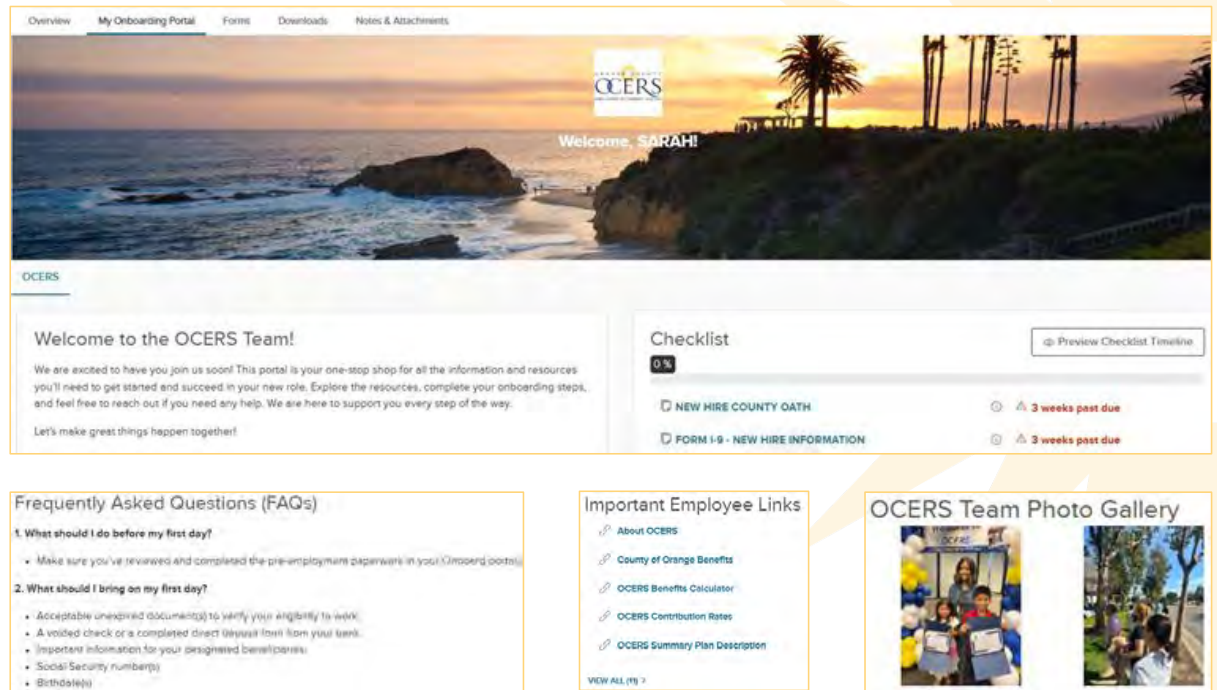 Overview My Onboarding Portal Forms Downloads Notes & Attachments
OCERS
Welcome, SARAH!
OCERS
Welcome to the OCERS Team!
We are excited to have you join us soon! This portal is your one-stop shop for all the information and resources
you'll need to get started and succeed in your new role. Explore the resources, complete your onboarding steps,
and feel free to reach out if you need any help. We are here to support you every step of the way.
Let's make great things happen together!
Checklist
Preview Checklist Timeline
0 %
NEW HIRE COUNTY OATH 3 weeks past due
FORM I-9 - NEW HIRE INFORMATION 3 weeks past due
Frequently Asked Questions (FAQs)
1. What should I do before my first day?
• Make sure you've reviewed and completed the pre-employment paperwork in your Onboard portal.
2. What should I bring on my first day?
• Acceptable unexpired document(s) to verify your eligibility to work.
• A voided check or a completed direct deposit form from your bank.
• Important information for your designated beneficiaries:
• Social Security number(s)
• Birthdate(s)
Important Employee Links
About OCERS
County of Orange Benefits
OCERS Benefits Calculator
OCERS Contribution Rates
OCERS Summary Plan Description
VIEW ALL (11) >
OCERS Team Photo Gallery
OCERS